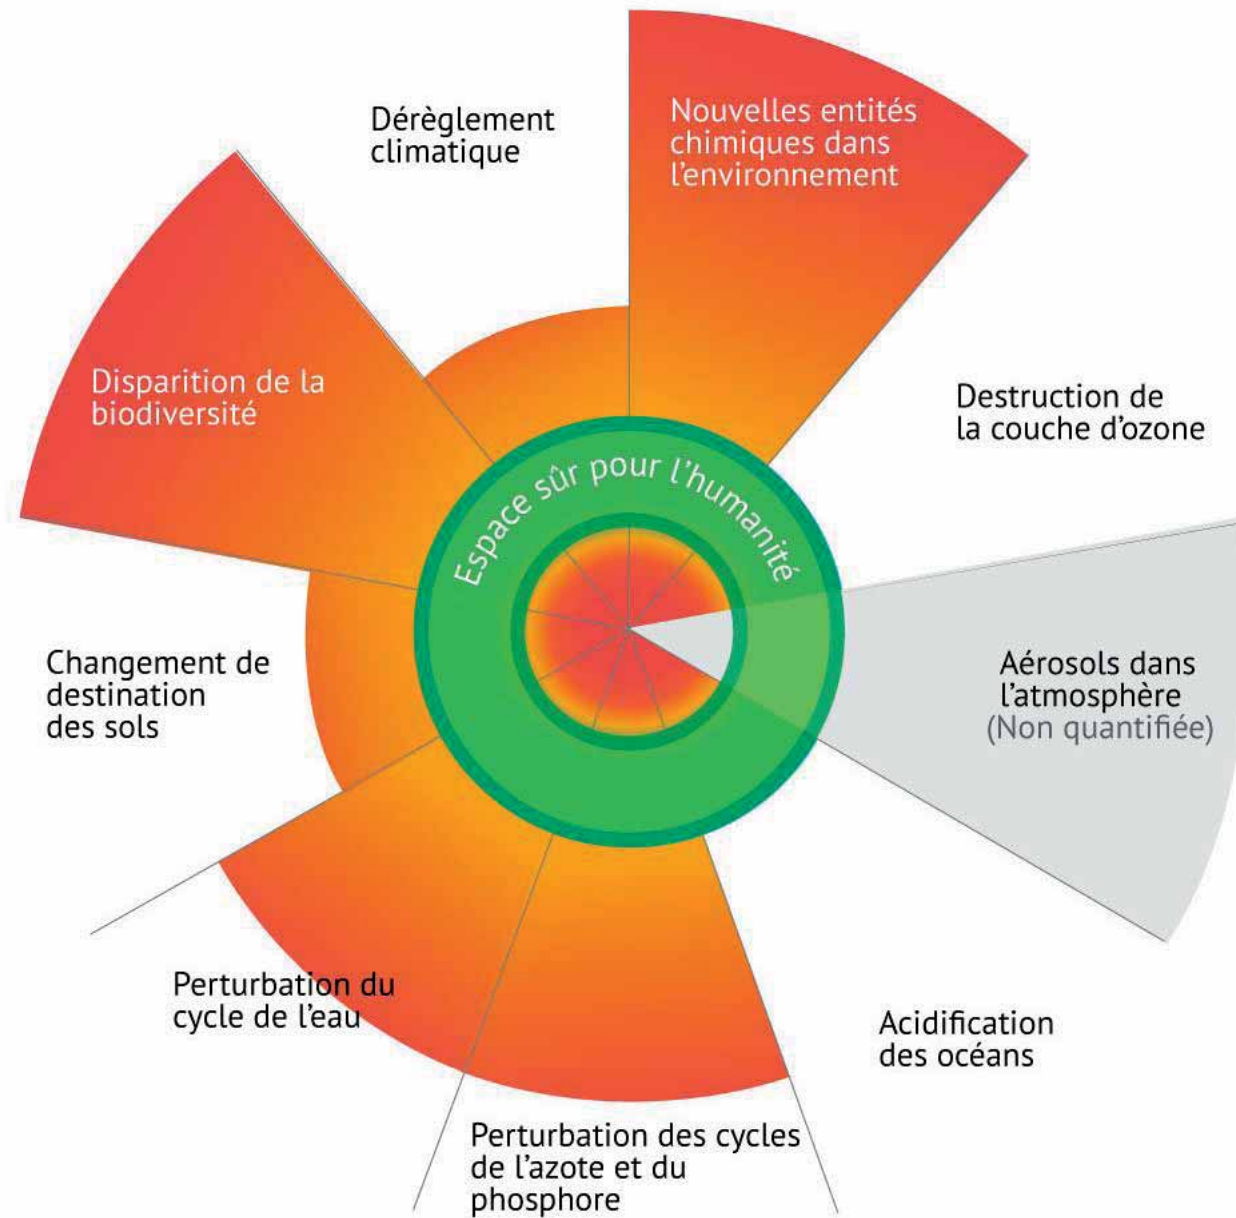 Dérèglement
climatique
Nouvelles entités
chimiques dans
l'environnement
Disparition de la
biodiversité
Destruction de
la couche d'ozone
Espace sûr pour l'humanité
Changement de
destination
des sols
Aérosols dans
l'atmosphère
(Non quantifiée)
Perturbation du
cycle de l'eau
Acidification
des océans
Perturbation des cycles
de l'azote et du
phosphore